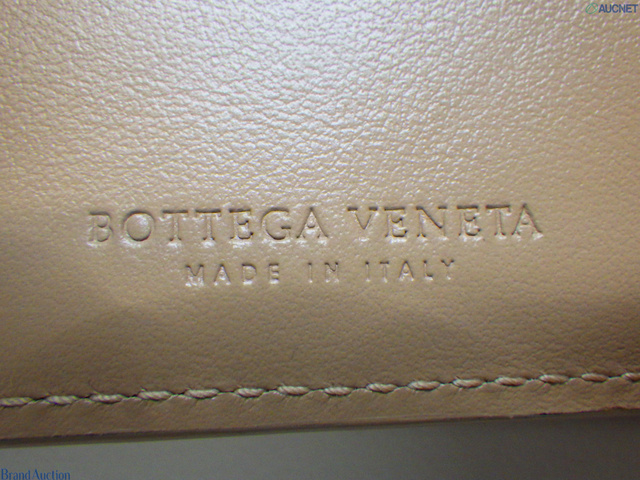 AUCNET
BOTTEGA VENETA
MADE IN ITALY
Brand Auction